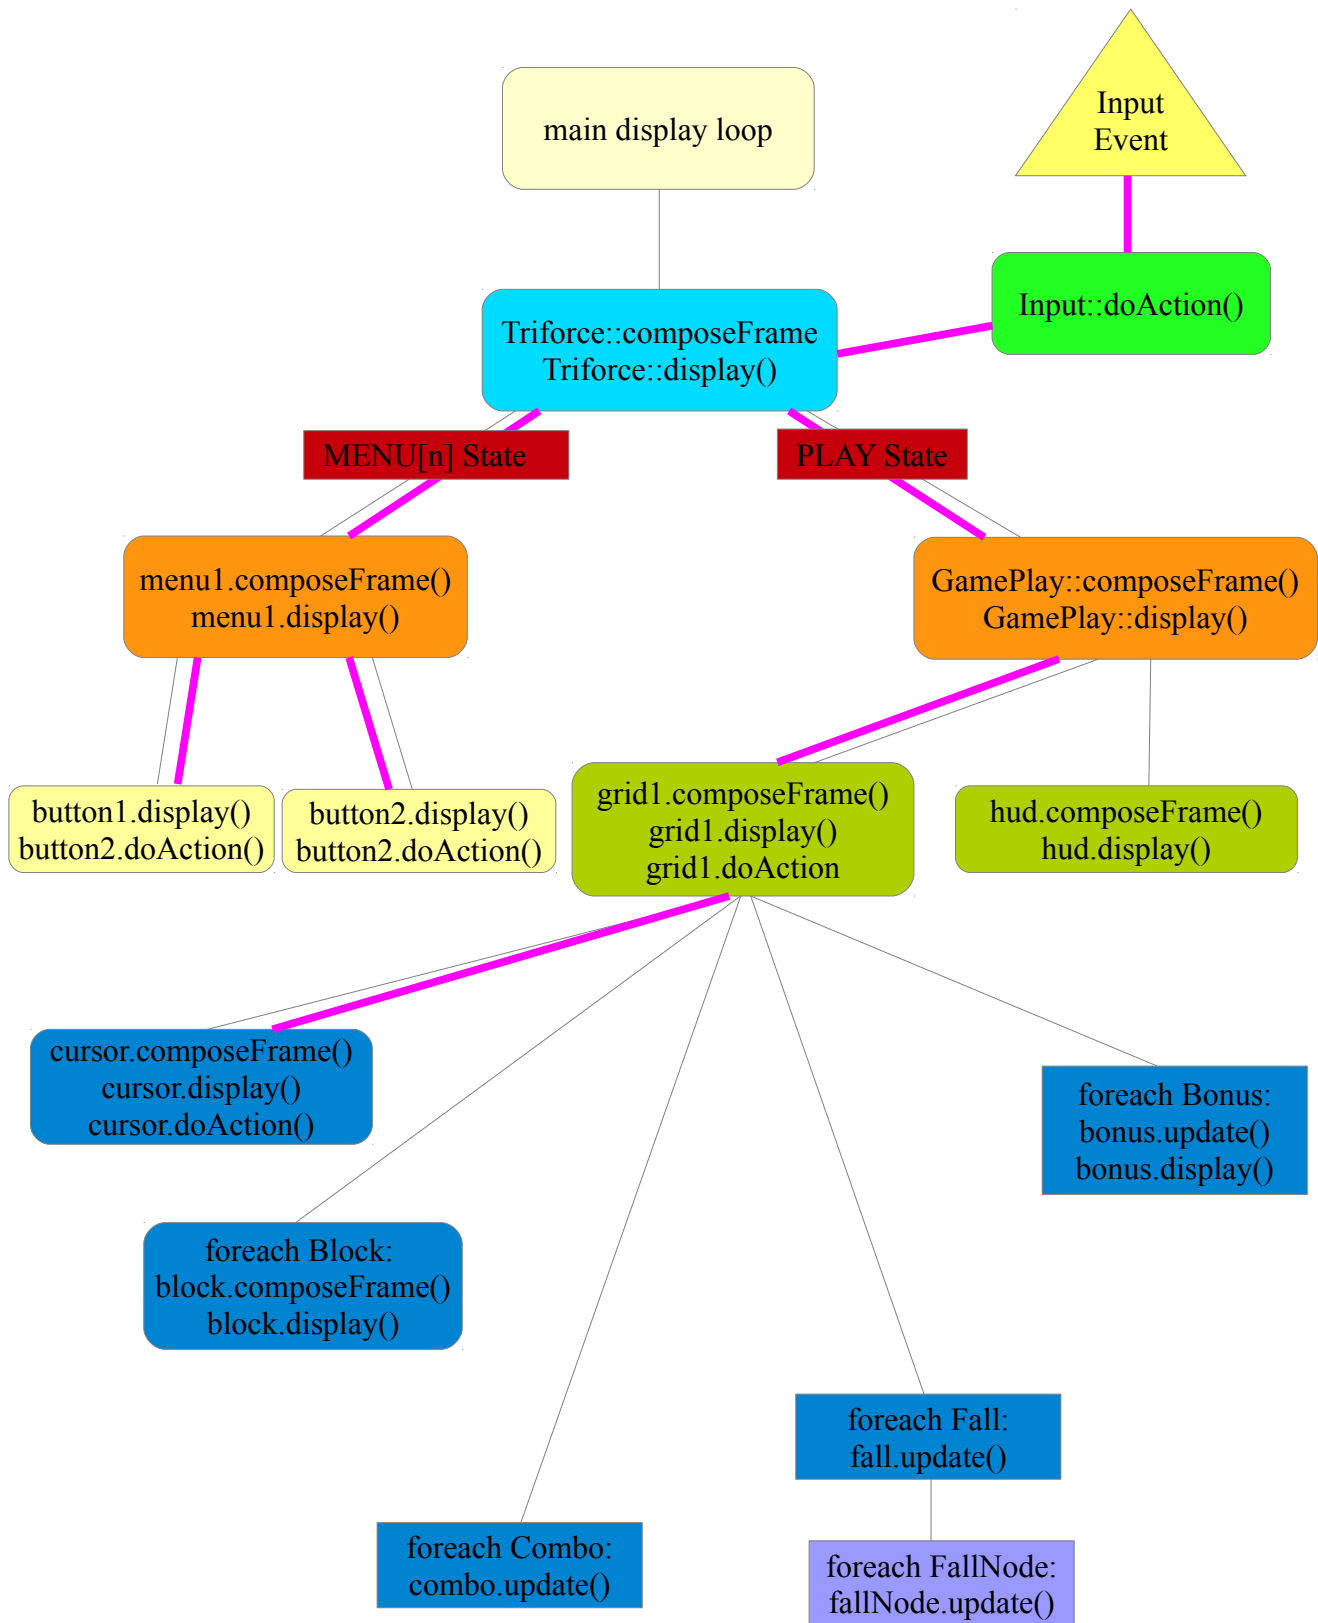 main display loop
Input
Event
Input::doAction()
Triforce::composeFrame
Triforce::display()
MENU[n] State
PLAY State
menu1.composeFrame()
menu1.display()
GamePlay::composeFrame()
GamePlay::display()
button1.display()
button2.doAction()
button2.display()
button2.doAction()
grid1.composeFrame()
grid1.display()
grid1.doAction
hud.composeFrame()
hud.display()
cursor.composeFrame()
cursor.display()
cursor.doAction()
foreach Bonus:
bonus.update()
bonus.display()
foreach Block:
block.composeFrame()
block.display()
foreach Fall:
fall.update()
foreach Combo:
combo.update()
foreach FallNode:
fallNode.update()